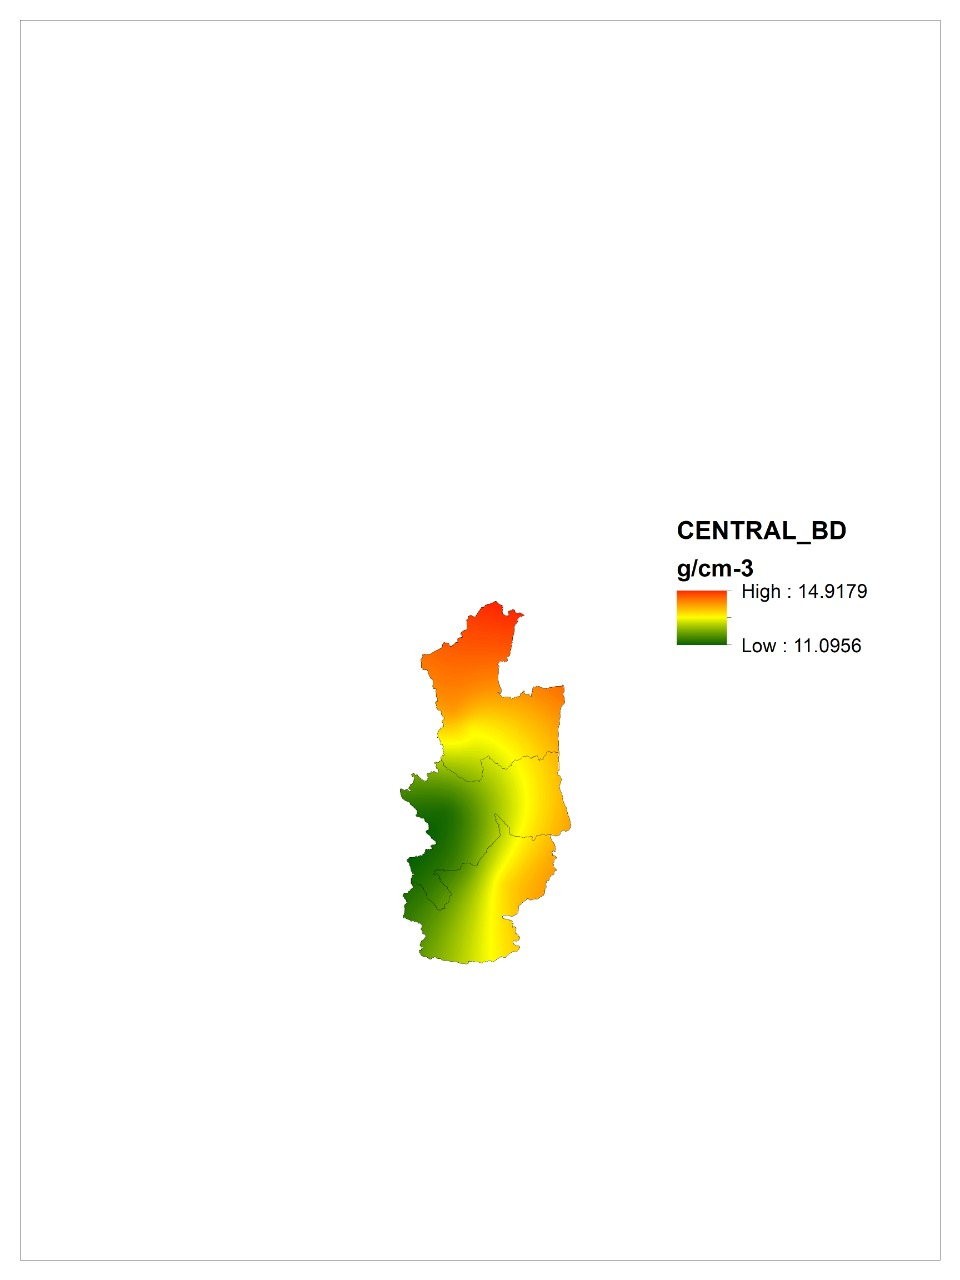 CENTRAL_BD
g/cm-3
High : 14.9179
Low : 11.0956